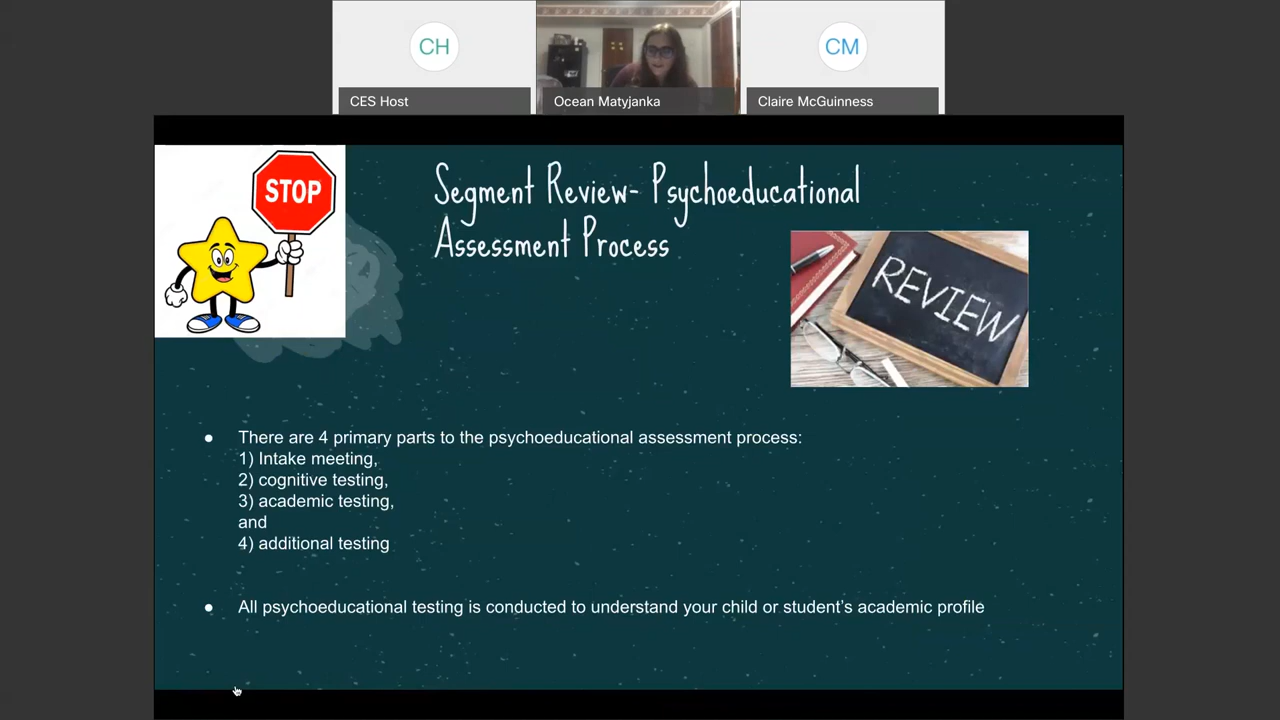 CH
CM
CES Host
Ocean Matyjanka
Claire McGuinness
STOP
Segment Review- Psychoeducational
Assessment Process
REVIEW
● There are 4 primary parts to the psychoeducational assessment process:
1) Intake meeting,
2) cognitive testing,
3) academic testing,
and
4) additional testing
● All psychoeducational testing is conducted to understand your child or student’s academic profile